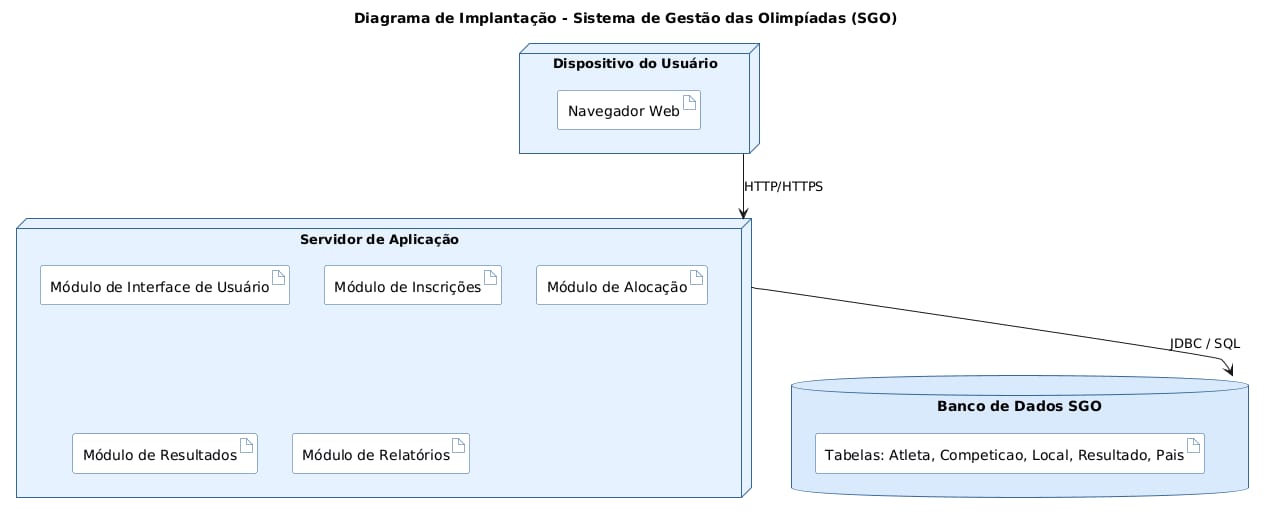 Diagrama de Implantação - Sistema de Gestão das Olimpíadas (SGO)
Dispositivo do Usuário
Navegador Web
HTTP/HTTPS
Servidor de Aplicação
Módulo de Interface de Usuário
Módulo de Inscrições
Módulo de Alocação
JDBC / SQL
Banco de Dados SGO
Módulo de Resultados
Módulo de Relatórios
Tabelas: Atleta, Competicao, Local, Resultado, Pais